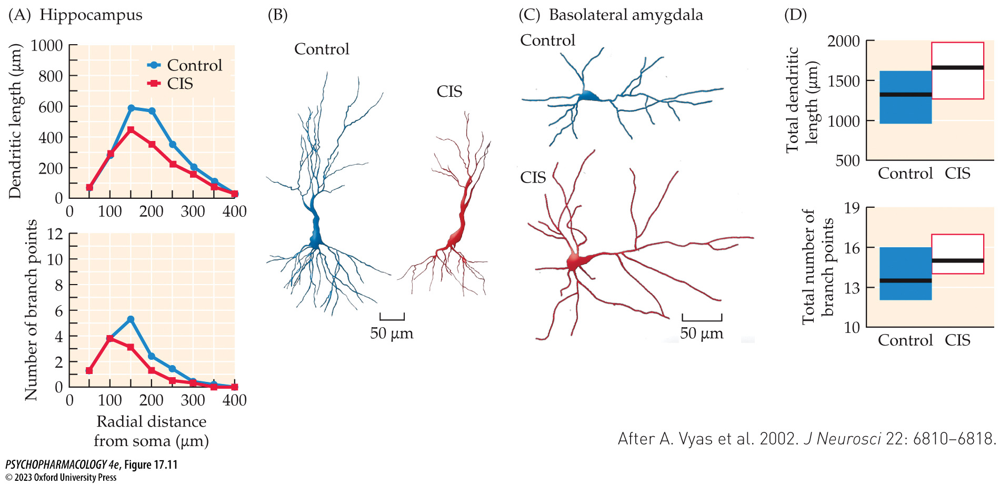 (A) Hippocampus
Dendritic length (μm)
1000
800
600
400
200
0
Control
CIS
0 100 200 300 400
Number of branch points
12
10
8
6
4
2
0
0 100 200 300 400
Radial distance
from soma (μm)
(B)
Control
CIS
50 μm
(C) Basolateral amygdala
Control
CIS
50 μm
(D)
Total dendritic
length (μm)
2000
1500
1000
500
Control CIS
Total number of
branch points
19
16
13
10
Control CIS
After A. Vyas et al. 2002. J Neurosci 22: 6810–6818.
PSYCHOPHARMACOLOGY 4e, Figure 17.11
© 2023 Oxford University Press